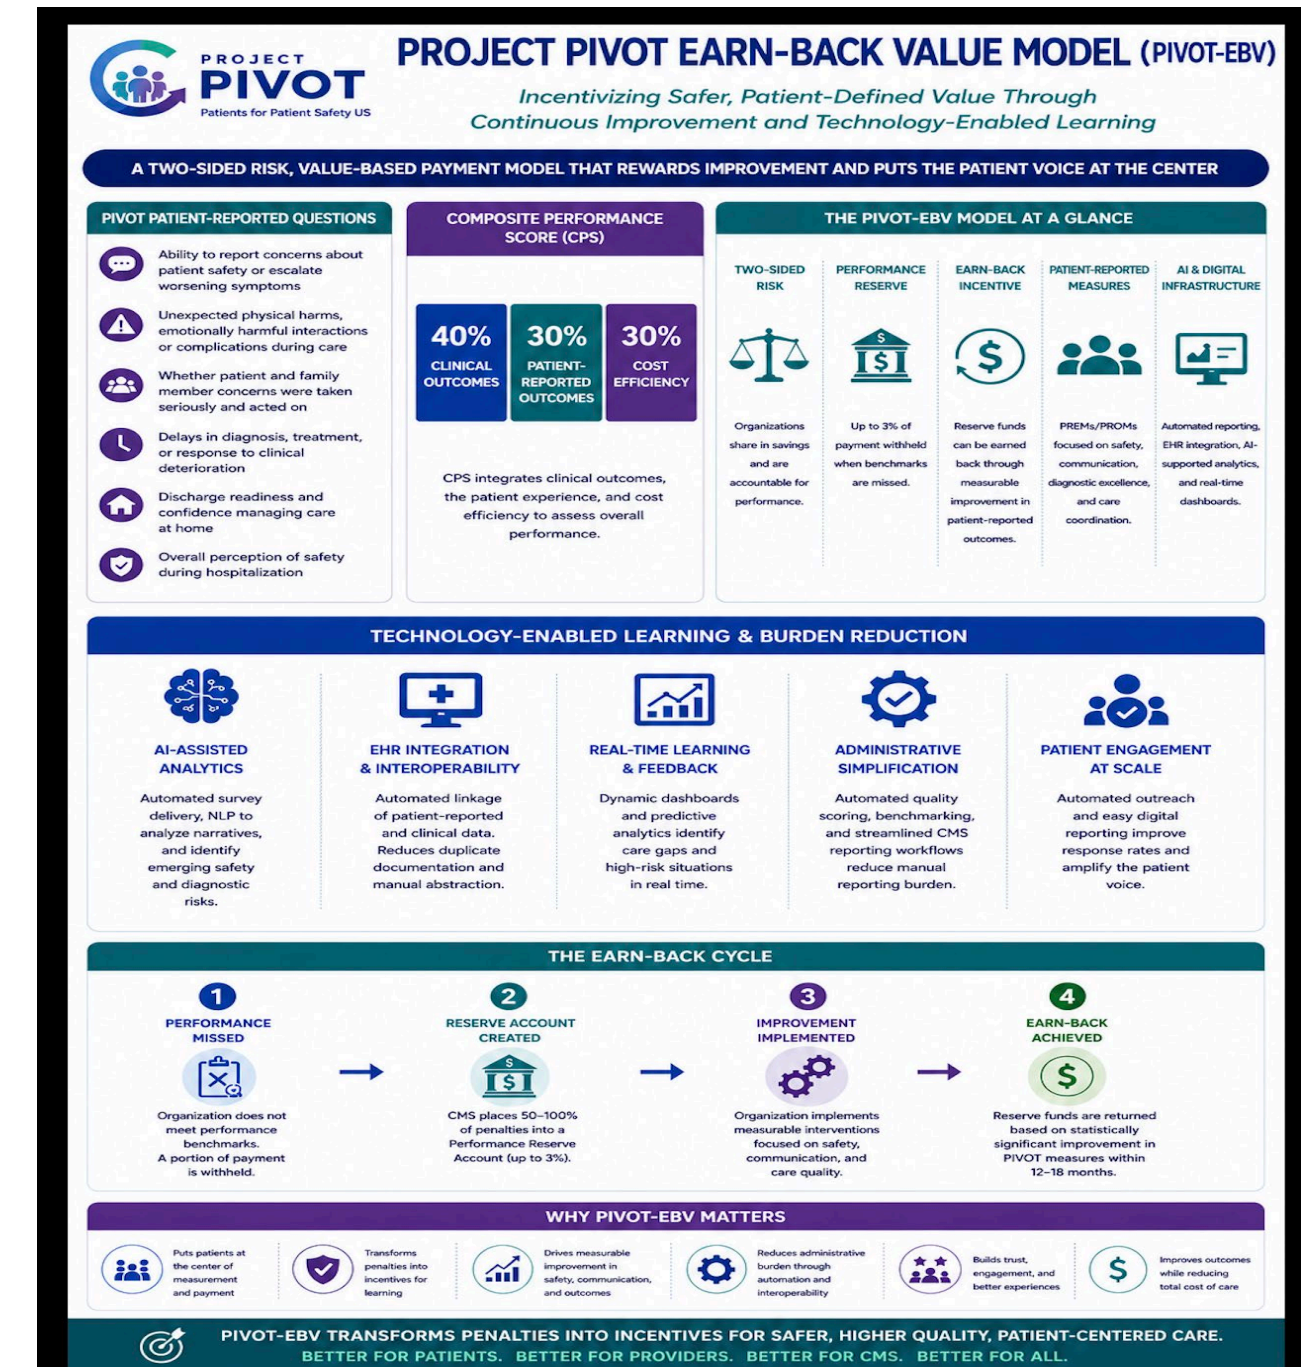 PROJECT
PIVOT
Patients for Patient Safety US
PROJECT PIVOT EARN-BACK VALUE MODEL (PIVOT-EBV)
Incentivizing Safer, Patient-Defined Value Through
Continuous Improvement and Technology-Enabled Learning
A TWO-SIDED RISK, VALUE-BASED PAYMENT MODEL THAT REWARDS IMPROVEMENT AND PUTS THE PATIENT VOICE AT THE CENTER
PIVOT PATIENT-REPORTED QUESTIONS
Ability to report concerns about
patient safety or escalate
worsening symptoms
Unexpected physical harms,
emotionally harmful interactions
or complications during care
Whether patient and family
member concerns were taken
seriously and acted on
Delays in diagnosis, treatment,
or response to clinical
deterioration
Discharge readiness and
confidence managing care
at home
Overall perception of safety
during hospitalization
COMPOSITE PERFORMANCE
SCORE (CPS)
40%
CLINICAL
OUTCOMES
30%
PATIENT-
REPORTED
OUTCOMES
30%
COST
EFFICIENCY
CPS integrates clinical outcomes,
the patient experience, and cost
efficiency to assess overall
performance.
THE PIVOT-EBV MODEL AT A GLANCE
TWO-SIDED
RISK
Organizations
share in savings
and are
accountable for
performance.
PERFORMANCE
RESERVE
$
$
Up to 3% of
payment withheld
when benchmarks
are missed.
EARN-BACK
INCENTIVE
$
Reserve funds
can be earned
back through
measurable
improvement in
patient-reported
outcomes.
PATIENT-REPORTED
MEASURES
PREMs/PROMs
focused on safety,
communication,
diagnostic excellence,
and care
coordination.
AI & DIGITAL
INFRASTRUCTURE
Automated reporting,
EHR integration, AI-
supported analytics,
and real-time
dashboards.
TECHNOLOGY-ENABLED LEARNING & BURDEN REDUCTION
AI-ASSISTED
ANALYTICS
Automated survey
delivery, NLP to
analyze narratives,
and identify
emerging safety
and diagnostic
risks.
EHR INTEGRATION
& INTEROPERABILITY
Automated linkage
of patient-reported
and clinical data.
Reduces duplicate
documentation and
manual abstraction.
REAL-TIME LEARNING
& FEEDBACK
Dynamic dashboards
and predictive
analytics identify
care gaps and
high-risk situations
in real time.
ADMINISTRATIVE
SIMPLIFICATION
Automated quality
scoring, benchmarking,
and streamlined CMS
reporting workflows
reduce manual
reporting burden.
PATIENT ENGAGEMENT
AT SCALE
Automated outreach
and easy digital
reporting improve
response rates and
amplify the patient
voice.
THE EARN-BACK CYCLE
1
PERFORMANCE
MISSED
Organization does not
meet performance
benchmarks.
A portion of payment
is withheld.
2
RESERVE ACCOUNT
CREATED
$
$
CMS places 50–100%
of penalties into a
Performance Reserve
Account (up to 3%).
3
IMPROVEMENT
IMPLEMENTED
Organization implements
measurable interventions
focused on safety,
communication, and
care quality.
4
EARN-BACK
ACHIEVED
$
Reserve funds are returned
based on statistically
significant improvement in
PIVOT measures within
12–18 months.
WHY PIVOT-EBV MATTERS
Puts patients at
the center of
measurement
and payment
Transforms
penalties into
incentives for
learning
Drives measurable
improvement in
safety, communication,
and outcomes
Reduces administrative
burden through
automation and
interoperability
Builds trust,
engagement, and
better experiences
$
Improves outcomes
while reducing
total cost of care
PIVOT-EBV TRANSFORMS PENALTIES INTO INCENTIVES FOR SAFER, HIGHER QUALITY, PATIENT-CENTERED CARE.
BETTER FOR PATIENTS. BETTER FOR PROVIDERS. BETTER FOR CMS. BETTER FOR ALL.